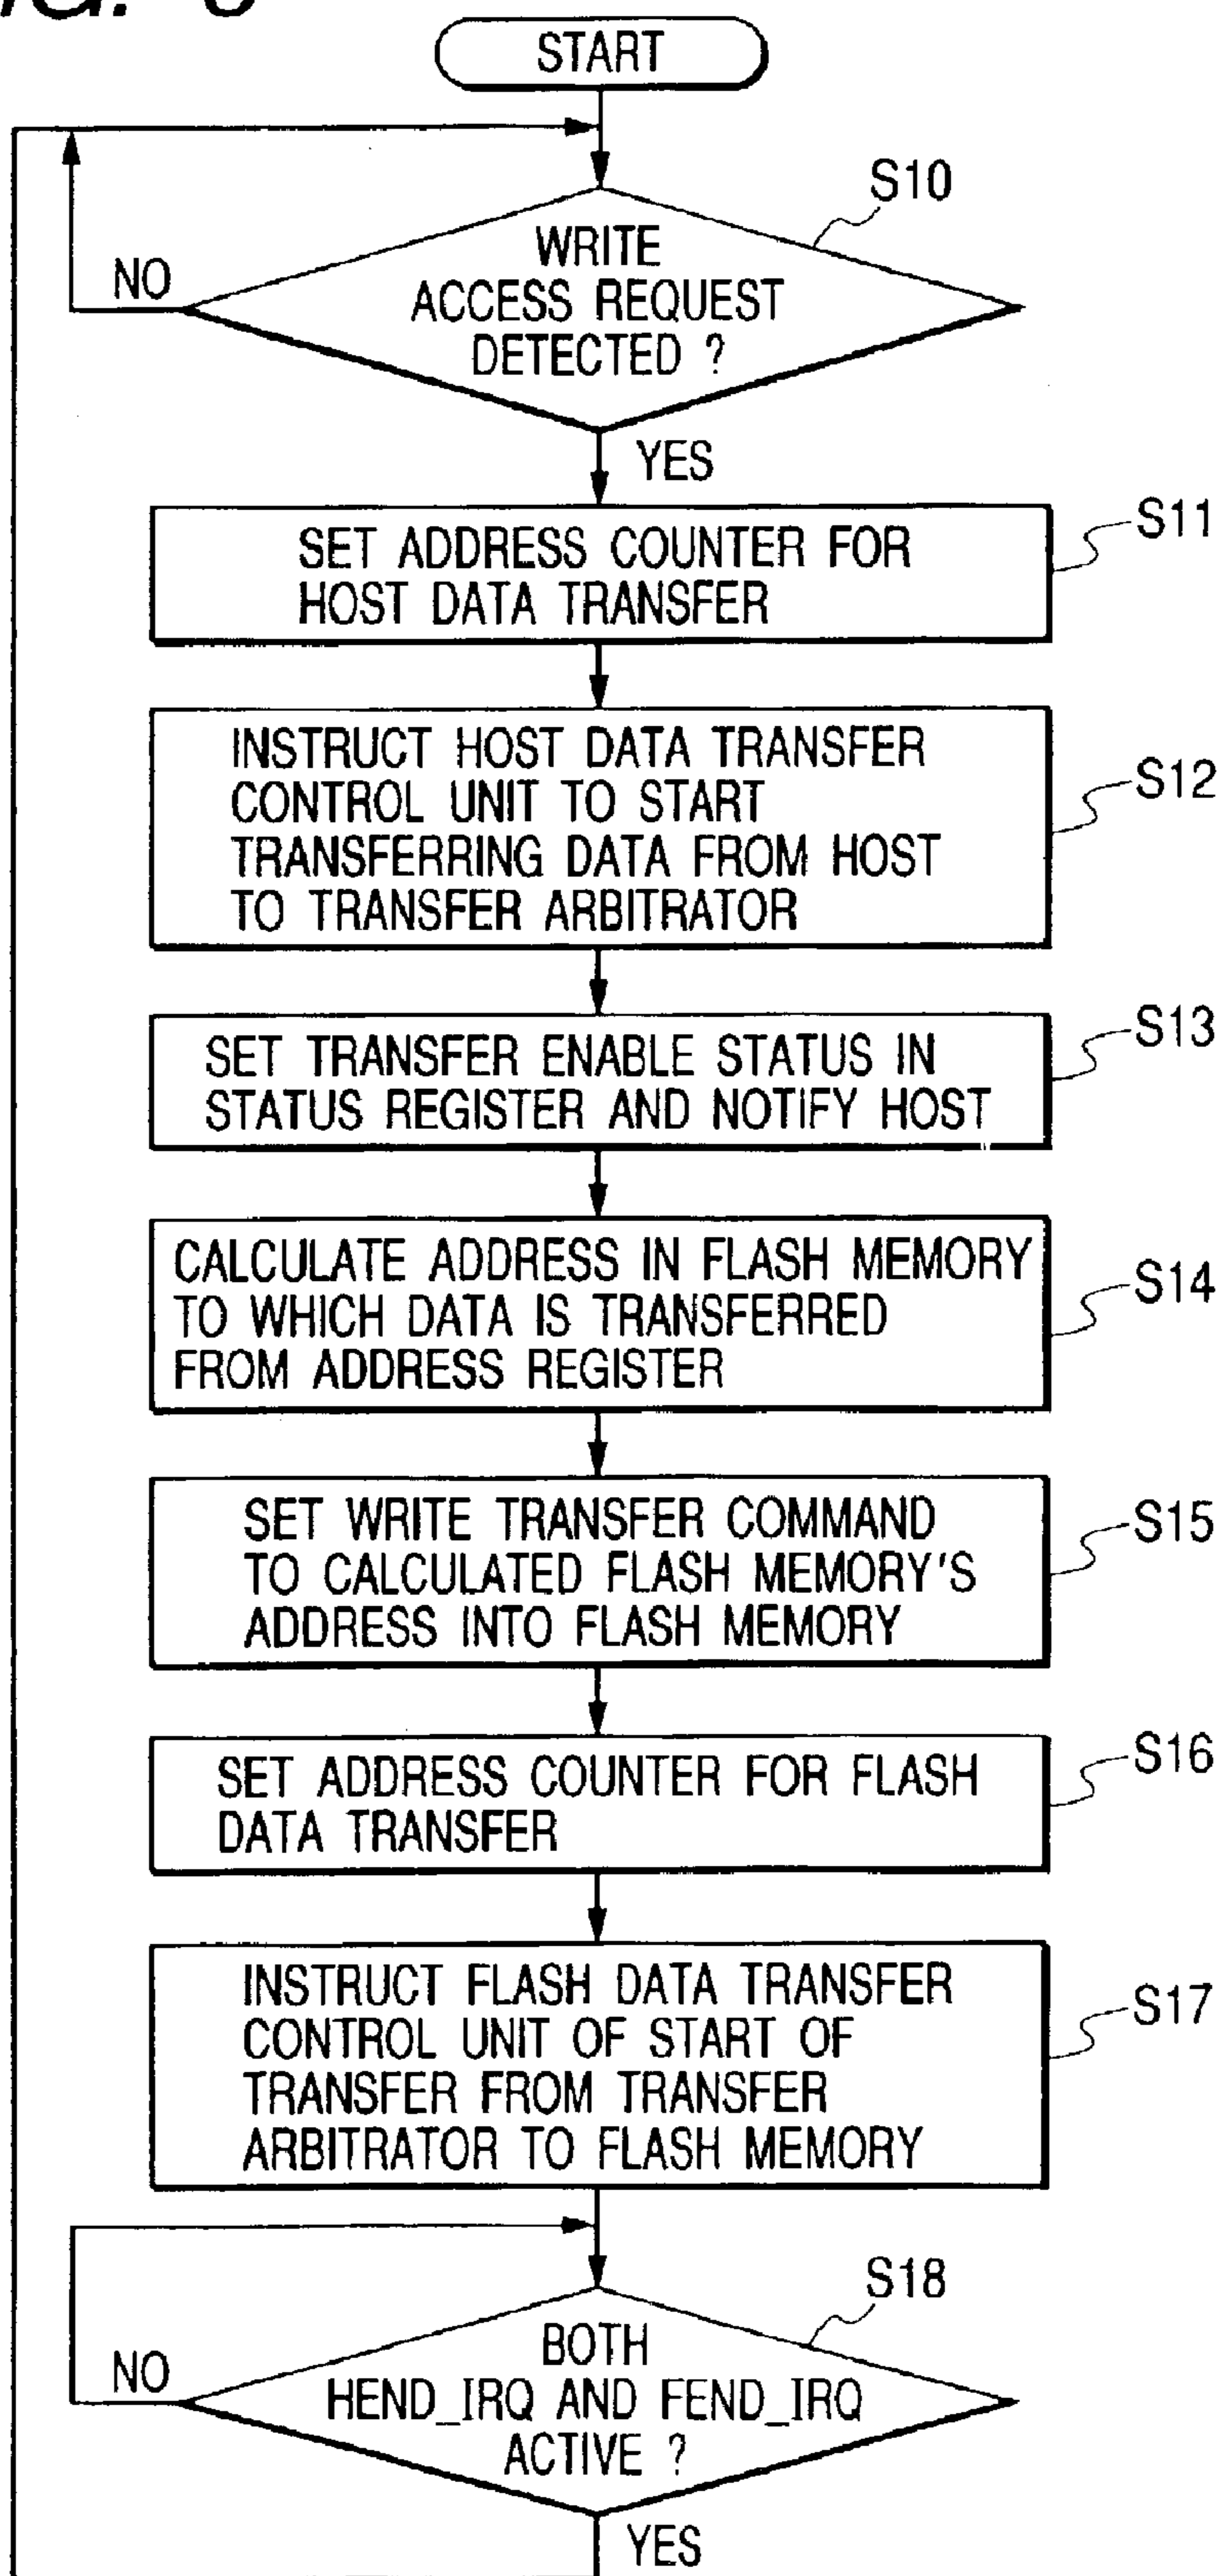 START
S10
WRITE
ACCESS REQUEST
DETECTED ?
NO
YES
S11
SET ADDRESS COUNTER FOR
HOST DATA TRANSFER
S12
INSTRUCT HOST DATA TRANSFER
CONTROL UNIT TO START
TRANSFERRING DATA FROM HOST
TO TRANSFER ARBITRATOR
S13
SET TRANSFER ENABLE STATUS IN
STATUS REGISTER AND NOTIFY HOST
S14
CALCULATE ADDRESS IN FLASH MEMORY
TO WHICH DATA IS TRANSFERRED
FROM ADDRESS REGISTER
S15
SET WRITE TRANSFER COMMAND
TO CALCULATED FLASH MEMORY'S
ADDRESS INTO FLASH MEMORY
S16
SET ADDRESS COUNTER FOR FLASH
DATA TRANSFER
S17
INSTRUCT FLASH DATA TRANSFER
CONTROL UNIT OF START OF
TRANSFER FROM TRANSFER
ARBITRATOR TO FLASH MEMORY
S18
BOTH
HEND_IRQ AND FEND_IRQ
ACTIVE ?
NO
YES